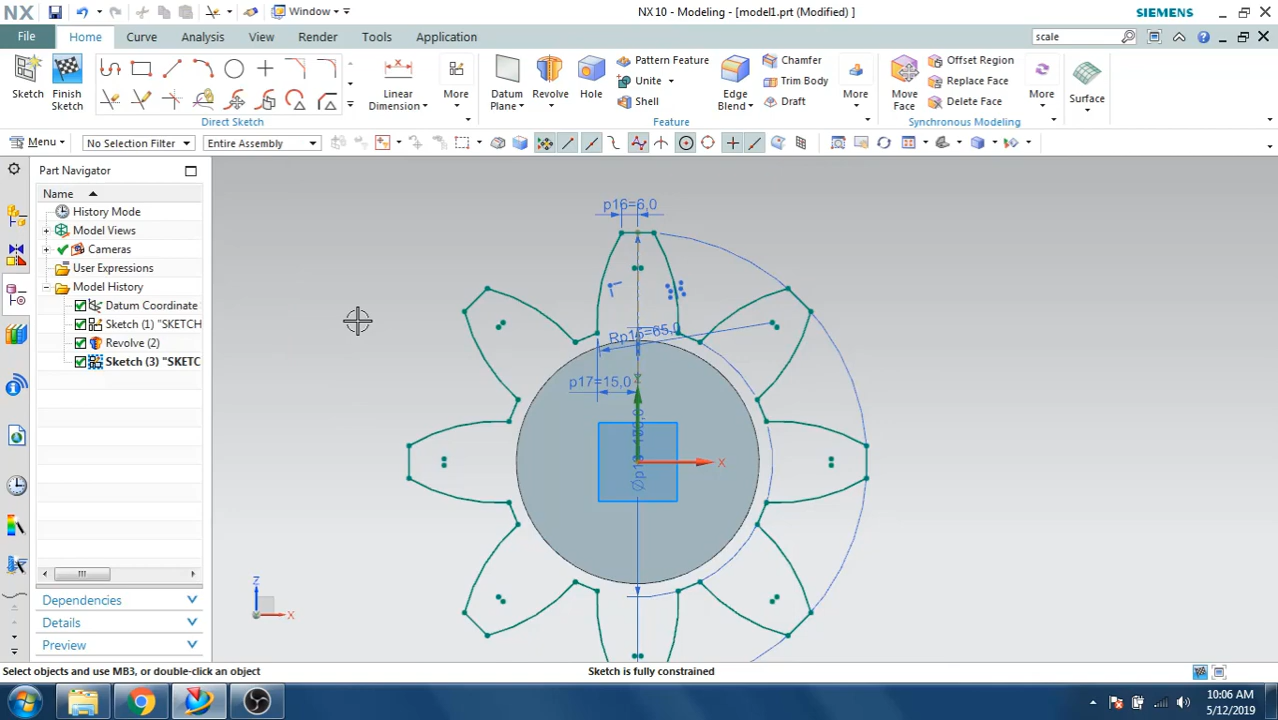 NX
Window
NX 10 - Modeling - [model1.prt (Modified) ]
SIEMENS
File
Home
Curve
Analysis
View
Render
Tools
Application
scale
Sketch
Finish
Sketch
Linear
Dimension
More
Datum
Plane
Revolve
Hole
Pattern Feature
Unite
Shell
Edge
Blend
Chamfer
Trim Body
Draft
More
Move
Face
Offset Region
Replace Face
Delete Face
More
Surface
Direct Sketch
Feature
Synchronous Modeling
Menu
No Selection Filter
Entire Assembly
Part Navigator
Name
History Mode
Model Views
Cameras
User Expressions
Model History
Datum Coordinate
Sketch (1) "SKETCH
Revolve (2)
Sketch (3) "SKETC
Dependencies
Details
Preview
p16=6,0
p17=15,0
X
Y
Z
X
Select objects and use MB3, or double-click an object
Sketch is fully constrained
10:06 AM
5/12/2019